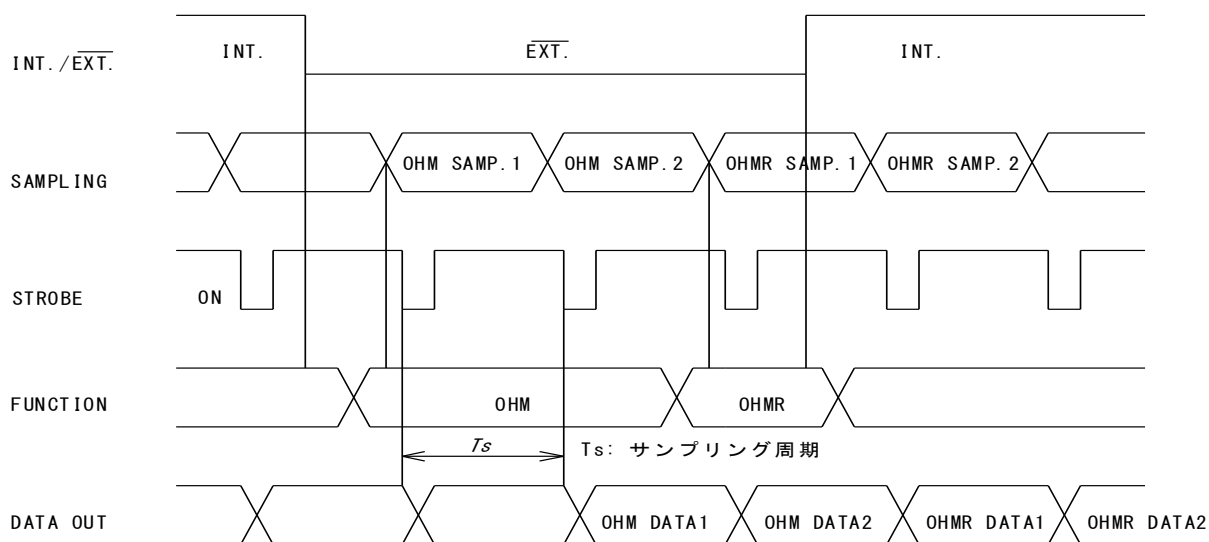 INT./EXT. INT. EXT. INT.
SAMPLING OHM SAMP.1 OHM SAMP.2 OHMR SAMP.1 OHMR SAMP.2
STROBE ON
FUNCTION OHM OHMR
Ts Ts: サンプリング周期
DATA OUT OHM DATA1 OHM DATA2 OHMR DATA1 OHMR DATA2